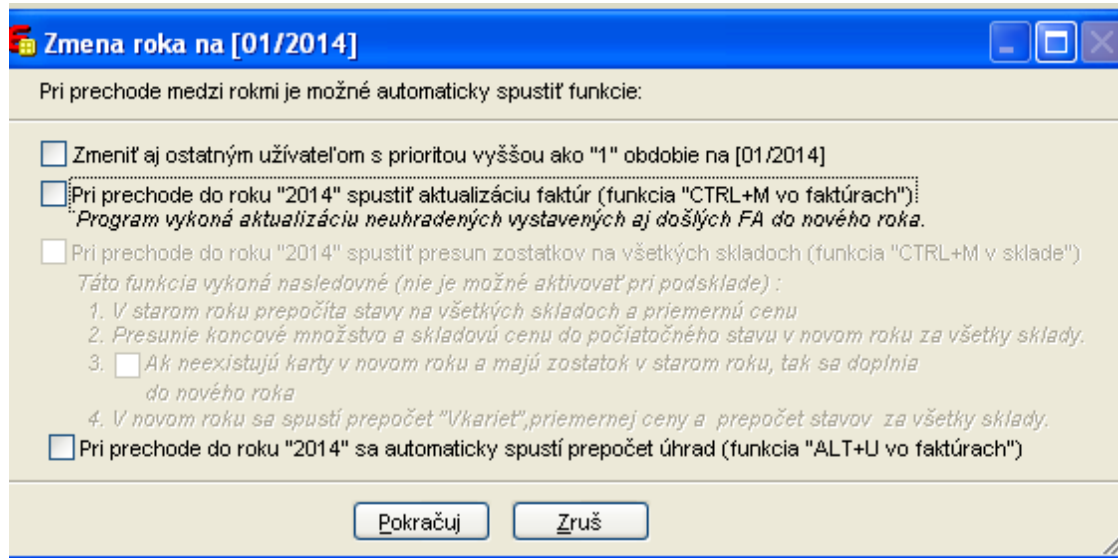 Zmena roka na [01/2014]
Pri prechode medzi rokmi je možné automaticky spustiť funkcie:
Zmeniť aj ostatným užívateľom s prioritou vyššou ako "1" obdobie na [01/2014]
Pri prechode do roku "2014" spustiť aktualizáciu faktúr (funkcia "CTRL+M vo faktúrach")
Program vykoná aktualizáciu neuhradených vystavených aj došlých FA do nového roka.
Pri prechode do roku "2014" spustiť presun zostatkov na všetkých skladoch (funkcia "CTRL+M v sklade")
Táto funkcia vykoná nasledovné (nie je možné aktivovať pri podsklade) :
1. V starom roku prepočíta stavy na všetkých skladoch a priemernú cenu
2. Presunie koncové množstvo a skladovú cenu do počiatočného stavu v novom roku za všetky sklady.
3. Ak neexistujú karty v novom roku a majú zostatok v starom roku, tak sa doplnia
do nového roka
4. V novom roku sa spustí prepočet "Vkariet",priemernej ceny a prepočet stavov za všetky sklady.
Pri prechode do roku "2014" sa automaticky spustí prepočet úhrad (funkcia "ALT+U vo faktúrach")
Pokračuj Zruš